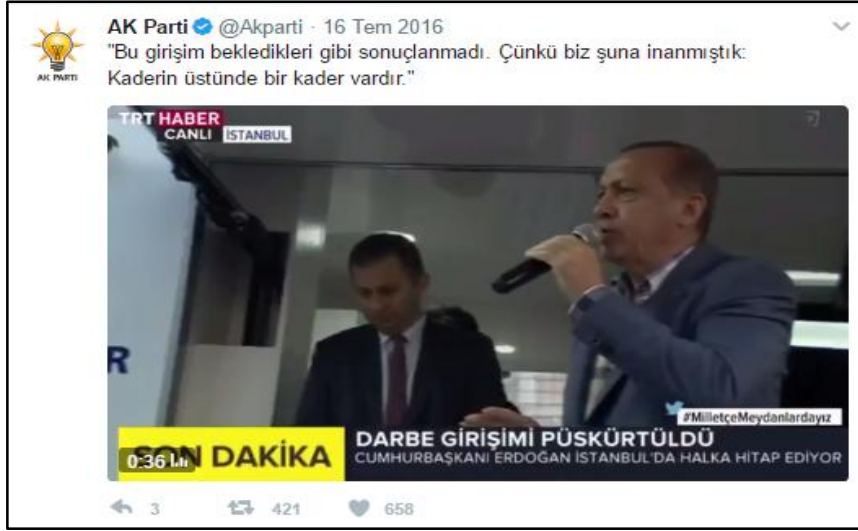 AK Parti @Akparti · 16 Tem 2016
"Bu girişim bekledikleri gibi sonuçlanmadı. Çünkü biz şuna inanmıştık:
Kaderin üstünde bir kader vardır."
AK PARTİ
TRT HABER
CANLI İSTANBUL
R
#MilletçeMeydanlardayız
SON DAKİKA
0:36
DARBE GİRİŞİMİ PÜSKÜRTÜLDÜ
CUMHURBAŞKANI ERDOĞAN İSTANBUL'DA HALKA HİTAP EDİYOR
3 421 658